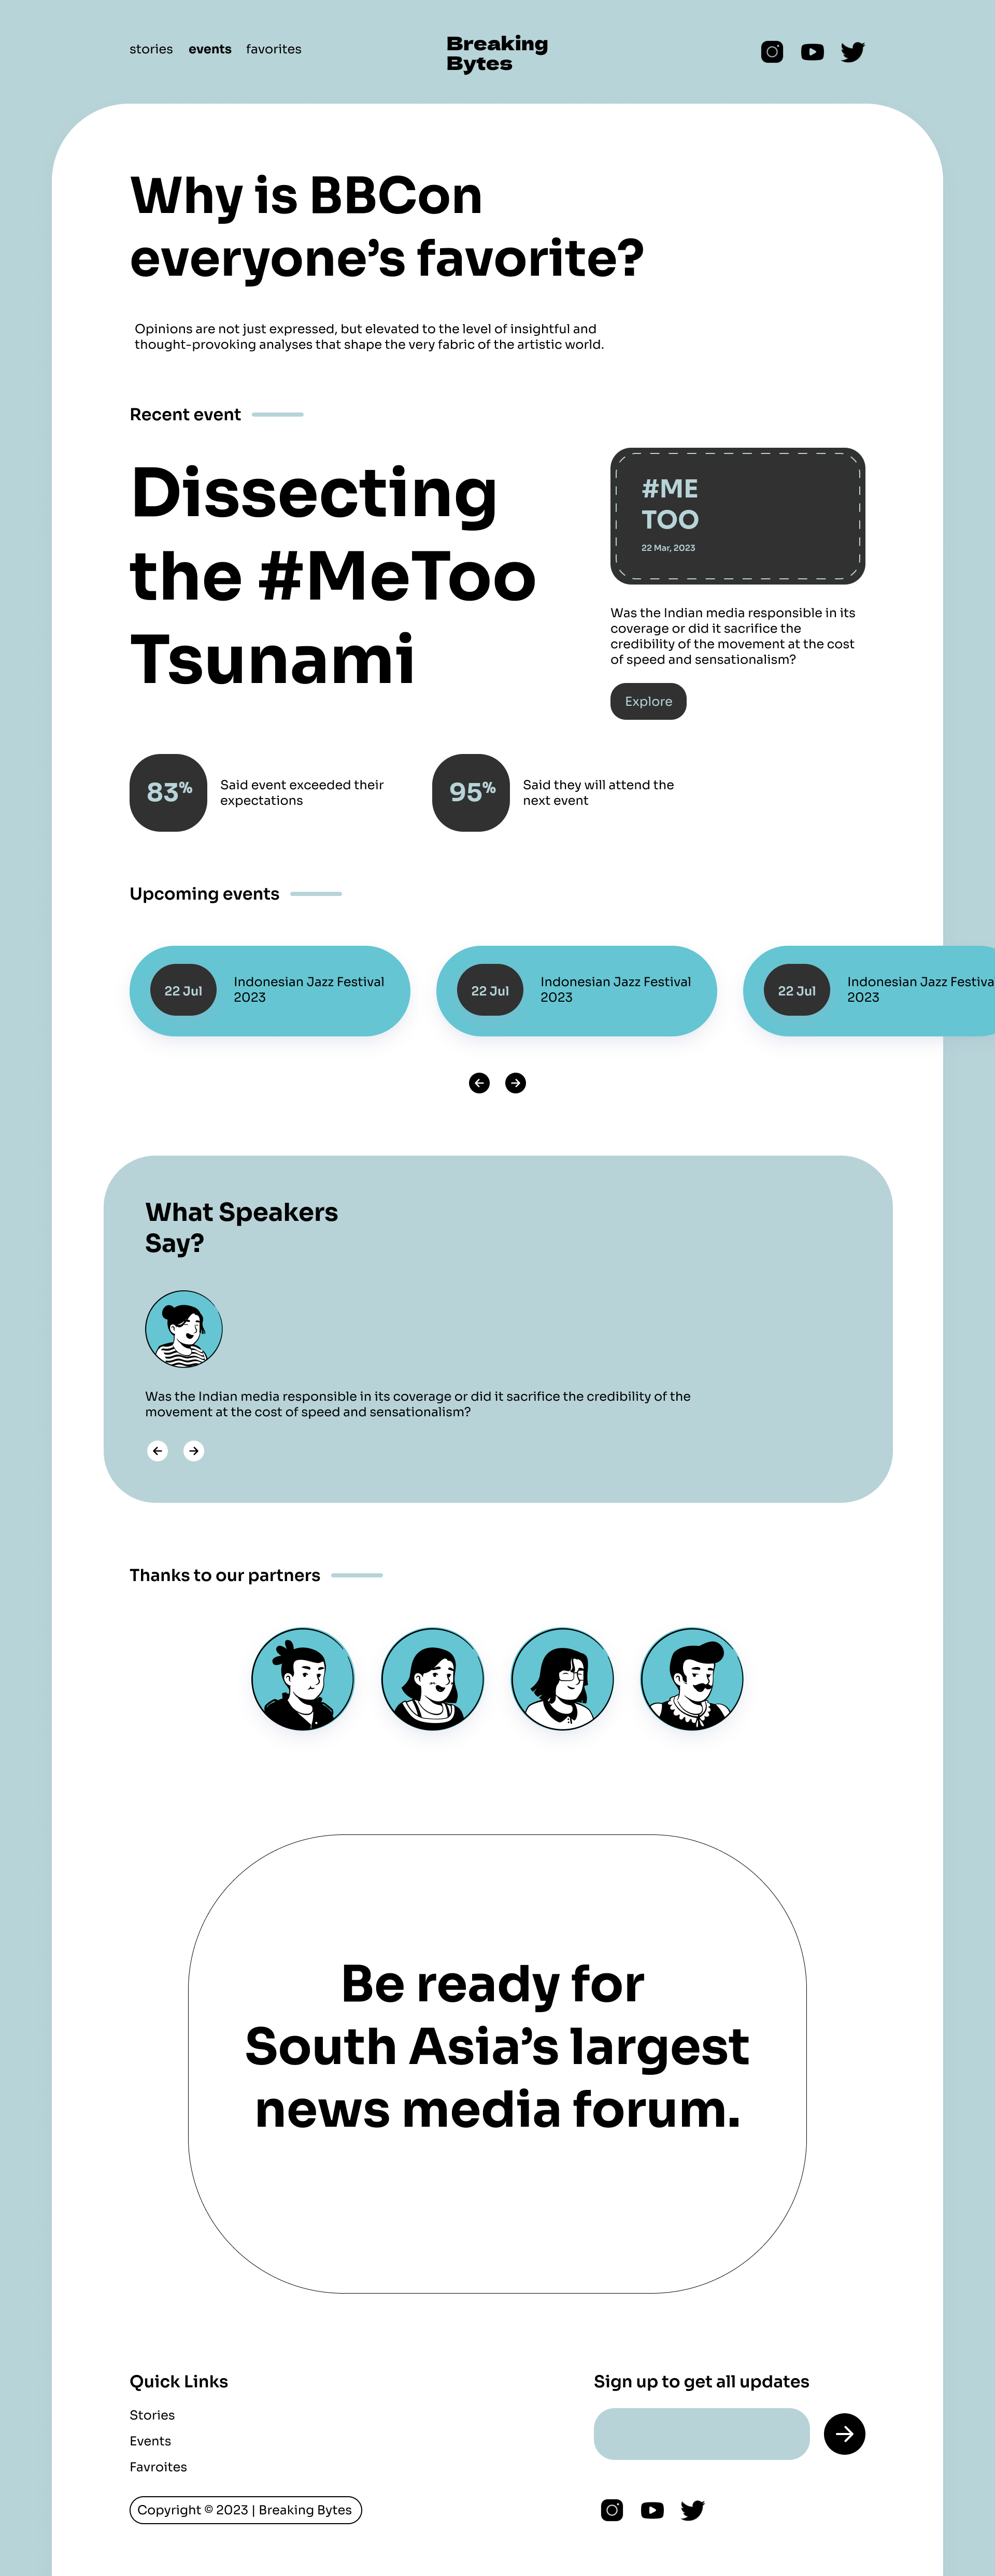 stories events favorites
Breaking
Bytes
Why is BBCon
everyone’s favorite?
Opinions are not just expressed, but elevated to the level of insightful and
thought-provoking analyses that shape the very fabric of the artistic world.
Recent event
Dissecting
the #MeToo
Tsunami
#ME
TOO
22 Mar, 2023
Was the Indian media responsible in its
coverage or did it sacrifice the
credibility of the movement at the cost
of speed and sensationalism?
Explore
83%
Said event exceeded their
expectations
95%
Said they will attend the
next event
Upcoming events
22 Jul
Indonesian Jazz Festival
2023
22 Jul
Indonesian Jazz Festival
2023
22 Jul
Indonesian Jazz Festiva
2023
What Speakers
Say?
Was the Indian media responsible in its coverage or did it sacrifice the credibility of the
movement at the cost of speed and sensationalism?
Thanks to our partners
Be ready for
South Asia’s largest
news media forum.
Quick Links
Stories
Events
Favroites
Copyright © 2023 | Breaking Bytes
Sign up to get all updates